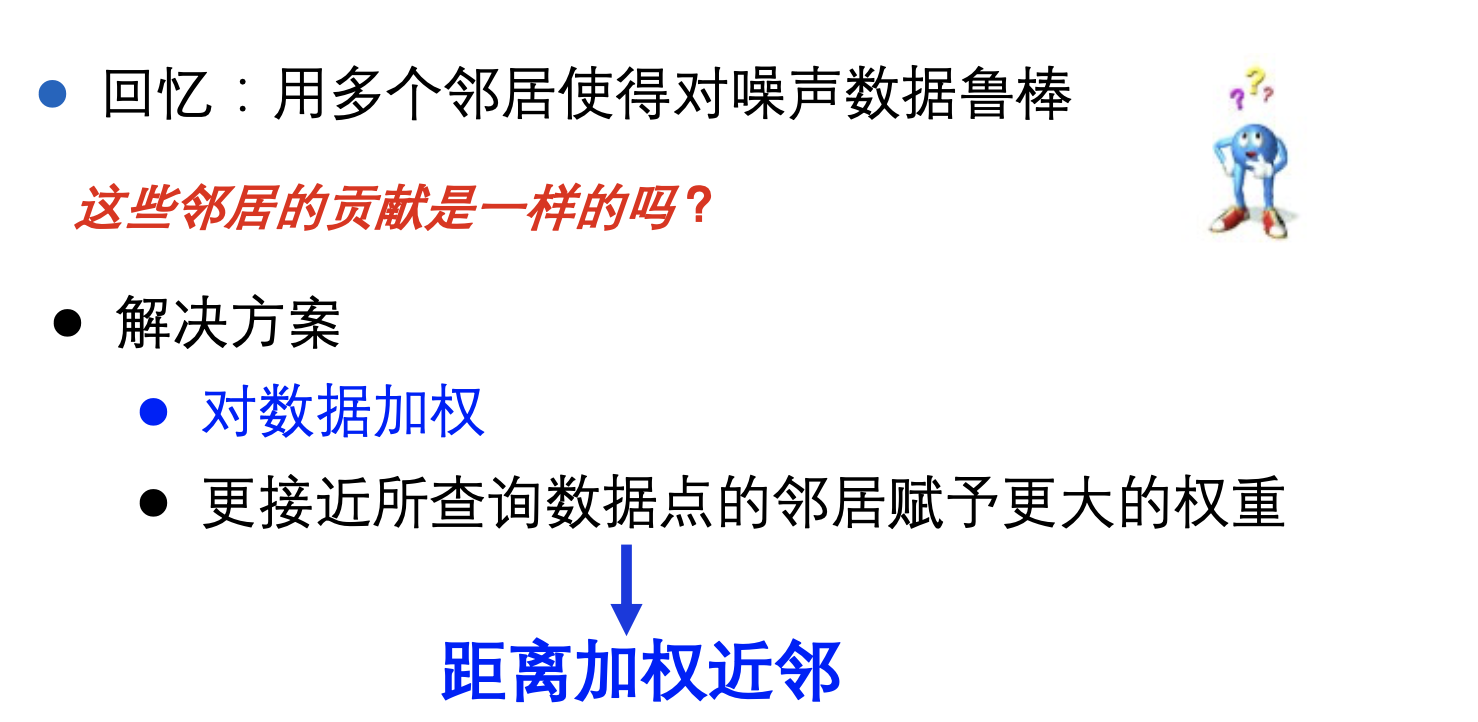 回忆：用多个邻居使得对噪声数据鲁棒
这些邻居的贡献是一样的吗？
解决方案
对数据加权
更接近所查询数据点的邻居赋予更大的权重
距离加权近邻